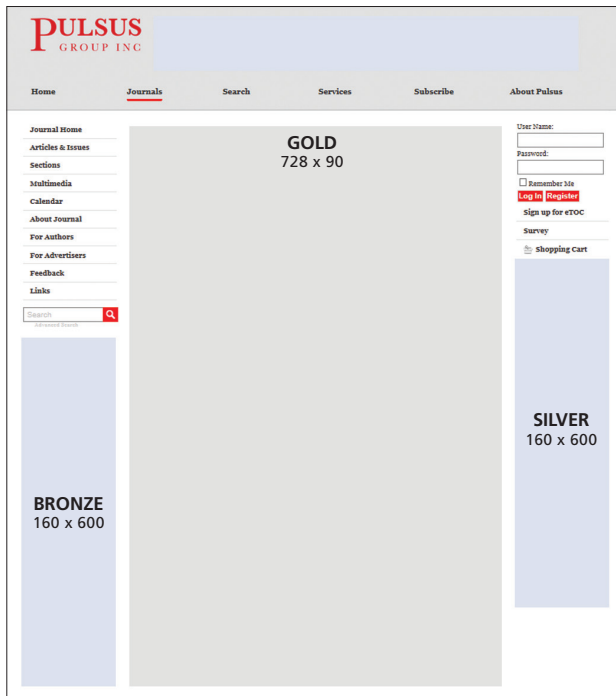 PULSUS
GROUP INC
Home Journals Search Services Subscribe About Pulsus
Journal Home
Articles & Issues
Sections
Multimedia
Calendar
About Journal
For Authors
For Advertisers
Feedback
Links
Search
Advanced Search
BRONZE
160 x 600
GOLD
728 x 90
User Name:
Password:
Remember Me
Log In Register
Sign up for eTOC
Survey
Shopping Cart
SILVER
160 x 600